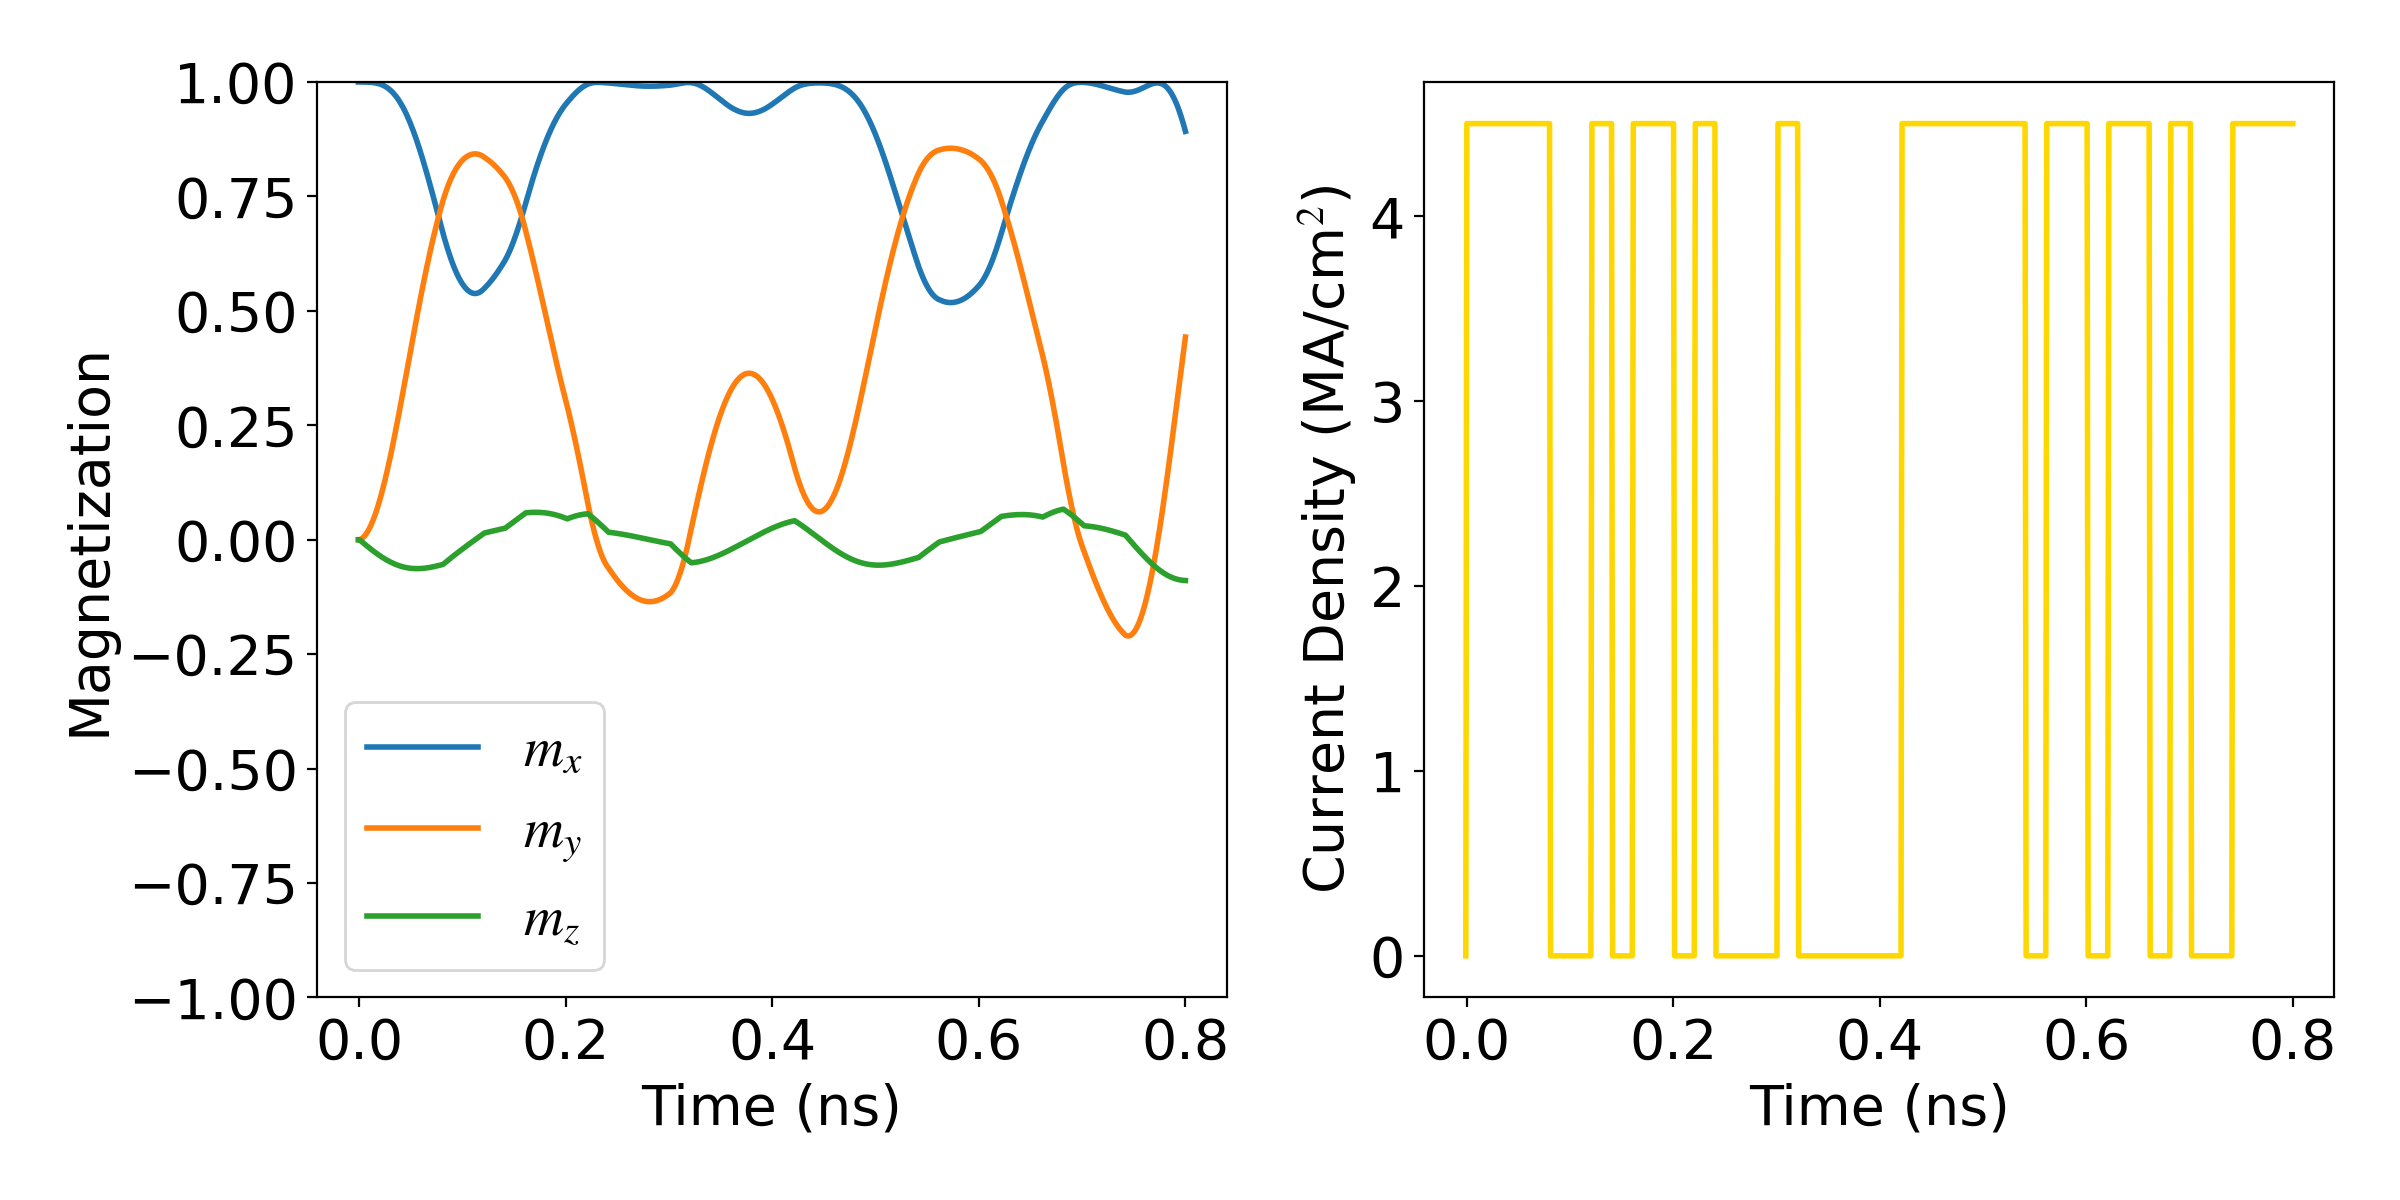 1.00
0.75
0.50
0.25
0.00
−0.25
−0.50
−0.75
−1.00
Magnetization
0.0 0.2 0.4 0.6 0.8
Time (ns)
m_x
m_y
m_z
4
3
2
1
0
Current Density (MA/cm²)
0.0 0.2 0.4 0.6 0.8
Time (ns)